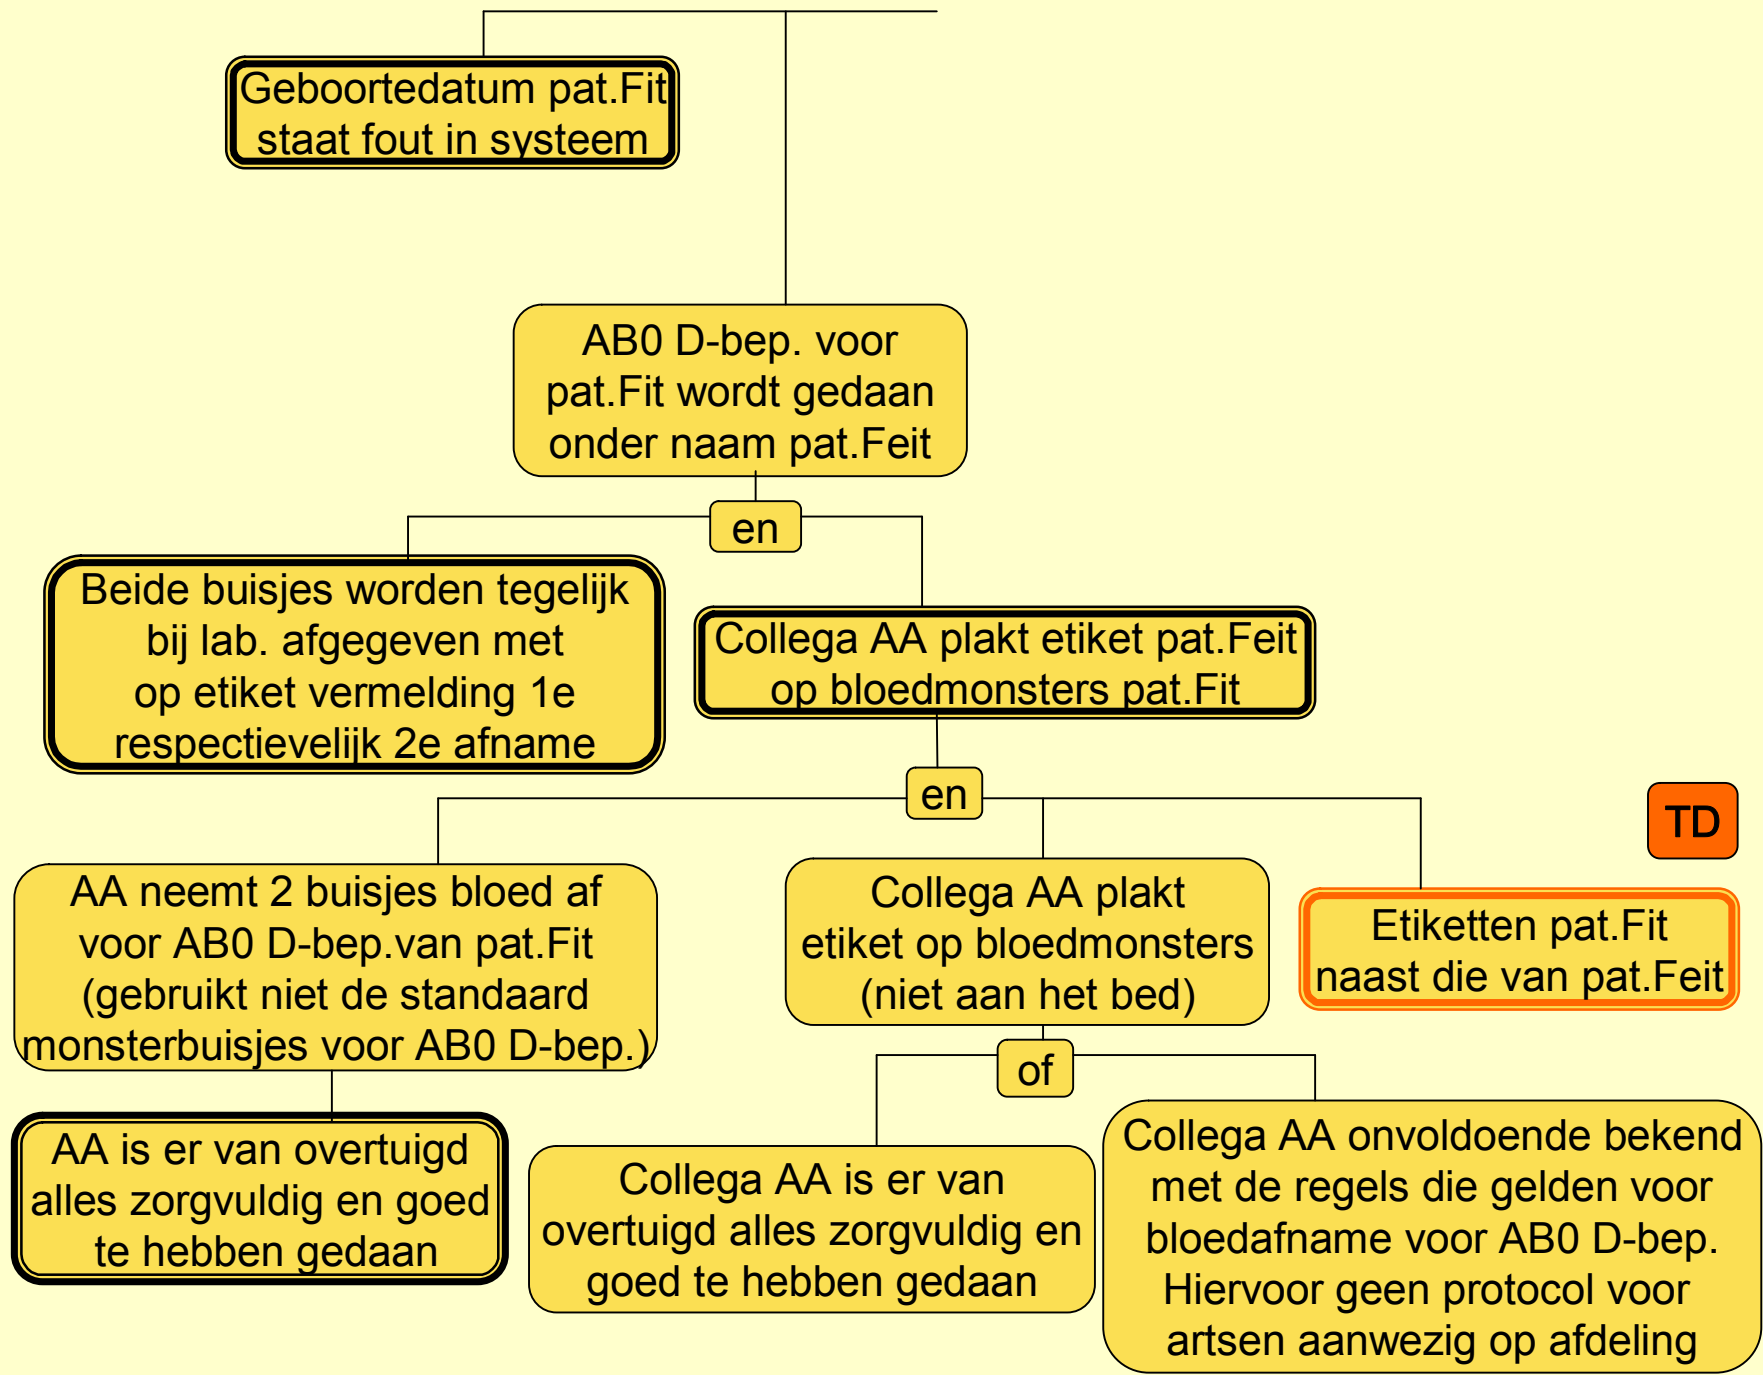 Geboortedatum pat.Fit
staat fout in systeem
AB0 D-bep. voor
pat.Fit wordt gedaan
onder naam pat.Feit
en
Beide buisjes worden tegelijk
bij lab. afgegeven met
op etiket vermelding 1e
respectievelijk 2e afname
Collega AA plakt etiket pat.Feit
op bloedmonsters pat.Fit
en
TD
AA neemt 2 buisjes bloed af
voor AB0 D-bep.van pat.Fit
(gebruikt niet de standaard
monsterbuisjes voor AB0 D-bep.)
Collega AA plakt
etiket op bloedmonsters
(niet aan het bed)
Etiketten pat.Fit
naast die van pat.Feit
of
AA is er van overtuigd
alles zorgvuldig en goed
te hebben gedaan
Collega AA is er van
overtuigd alles zorgvuldig en
goed te hebben gedaan
Collega AA onvoldoende bekend
met de regels die gelden voor
bloedafname voor AB0 D-bep.
Hiervoor geen protocol voor
artsen aanwezig op afdeling